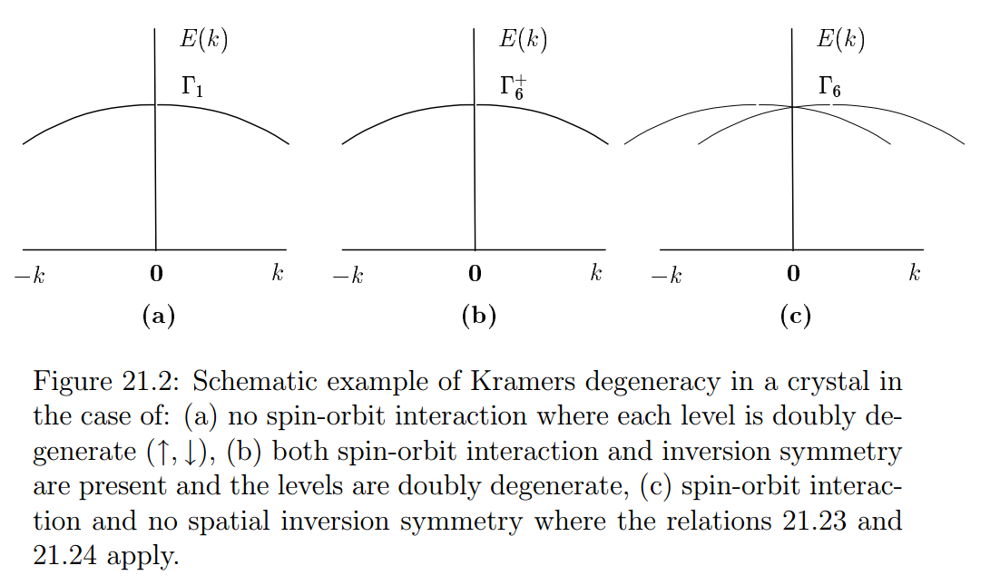 E(k) E(k) E(k)
Γ₁ Γ₆⁺ Γ₆
−k 0 k −k 0 k −k 0 k
(a) (b) (c)
Figure 21.2: Schematic example of Kramers degeneracy in a crystal in
the case of: (a) no spin-orbit interaction where each level is doubly de-
generate (↑, ↓), (b) both spin-orbit interaction and inversion symmetry
are present and the levels are doubly degenerate, (c) spin-orbit interac-
tion and no spatial inversion symmetry where the relations 21.23 and
21.24 apply.